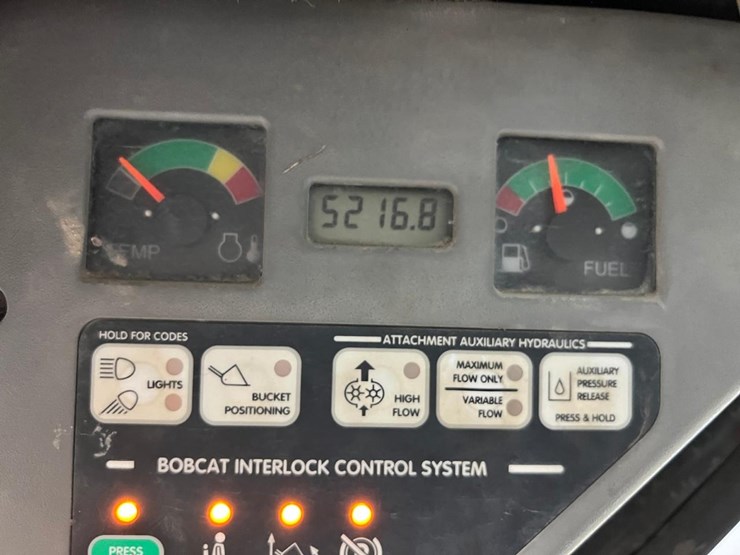 5216.8
TEMP
FUEL
HOLD FOR CODES
ATTACHMENT AUXILIARY HYDRAULICS
LIGHTS
BUCKET
POSITIONING
HIGH
FLOW
MAXIMUM
FLOW ONLY
VARIABLE
FLOW
AUXILIARY
PRESSURE
RELEASE
PRESS & HOLD
BOBCAT INTERLOCK CONTROL SYSTEM
PRESS